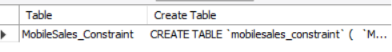 Table Create Table
MobileSales_Constraint CREATE TABLE `mobilesales_constraint` ( `M...